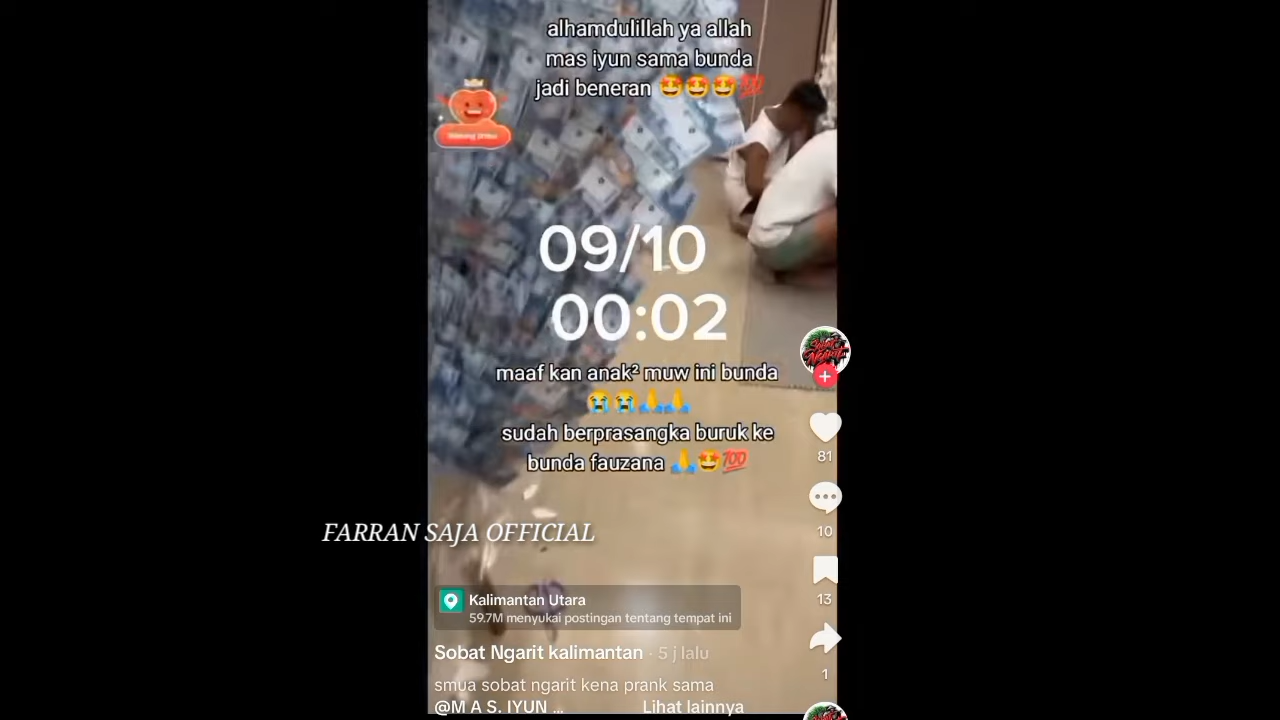 alhamdulillah ya allah
mas iyun sama bunda
jadi beneran 🤩🤩🤩💯
09/10
00:02
maaf kan anak² muw ini bunda
😭😭🙏🙏
sudah berprasangka buruk ke
bunda fauzana 🙏🤩💯
81
10
FARRAN SAJA OFFICIAL
13
Kalimantan Utara
59.7M menyukai postingan tentang tempat ini
Sobat Ngarit kalimantan · 5 j lalu
1
smua sobat ngarit kena prank sama
@M A S. IYUN ... Lihat lainnya